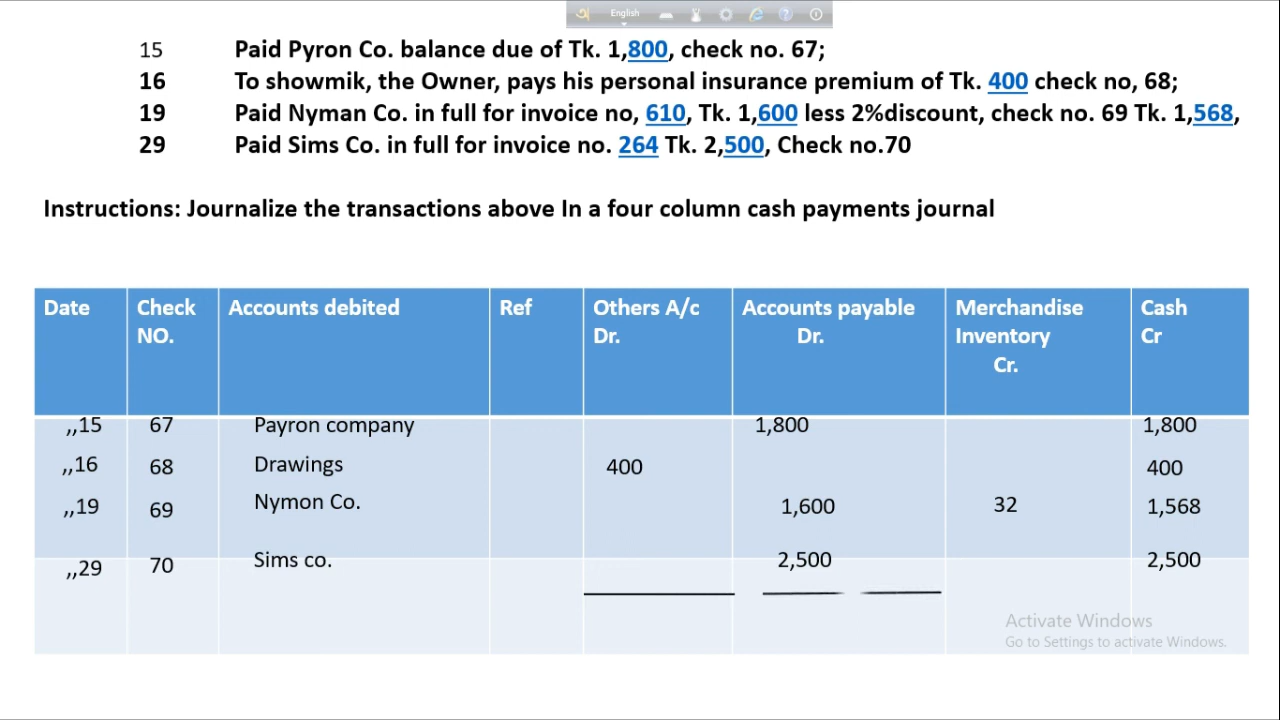 English
15 Paid Pyron Co. balance due of Tk. 1,800, check no. 67;
16 To showmik, the Owner, pays his personal insurance premium of Tk. 400 check no, 68;
19 Paid Nyman Co. in full for invoice no, 610, Tk. 1,600 less 2%discount, check no. 69 Tk. 1,568,
29 Paid Sims Co. in full for invoice no. 264 Tk. 2,500, Check no.70
Instructions: Journalize the transactions above In a four column cash payments journal
Date Check Accounts debited Ref Others A/c Accounts payable Merchandise Cash
NO. Dr. Dr. Inventory Cr
Cr.
,,15 67 Payron company 1,800 1,800
,,16 68 Drawings 400 400
,,19 69 Nymon Co. 1,600 32 1,568
,,29 70 Sims co. 2,500 2,500
Activate Windows
Go to Settings to activate Windows.